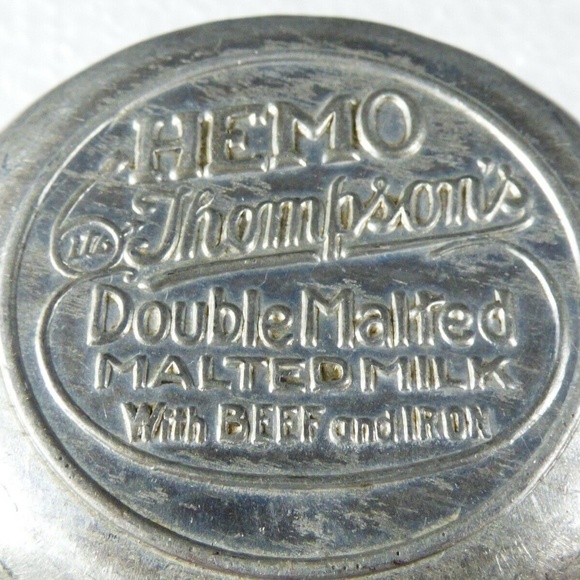 HEMO
Thompson's
Double Malted
MALTED MILK
With BEEF and IRON